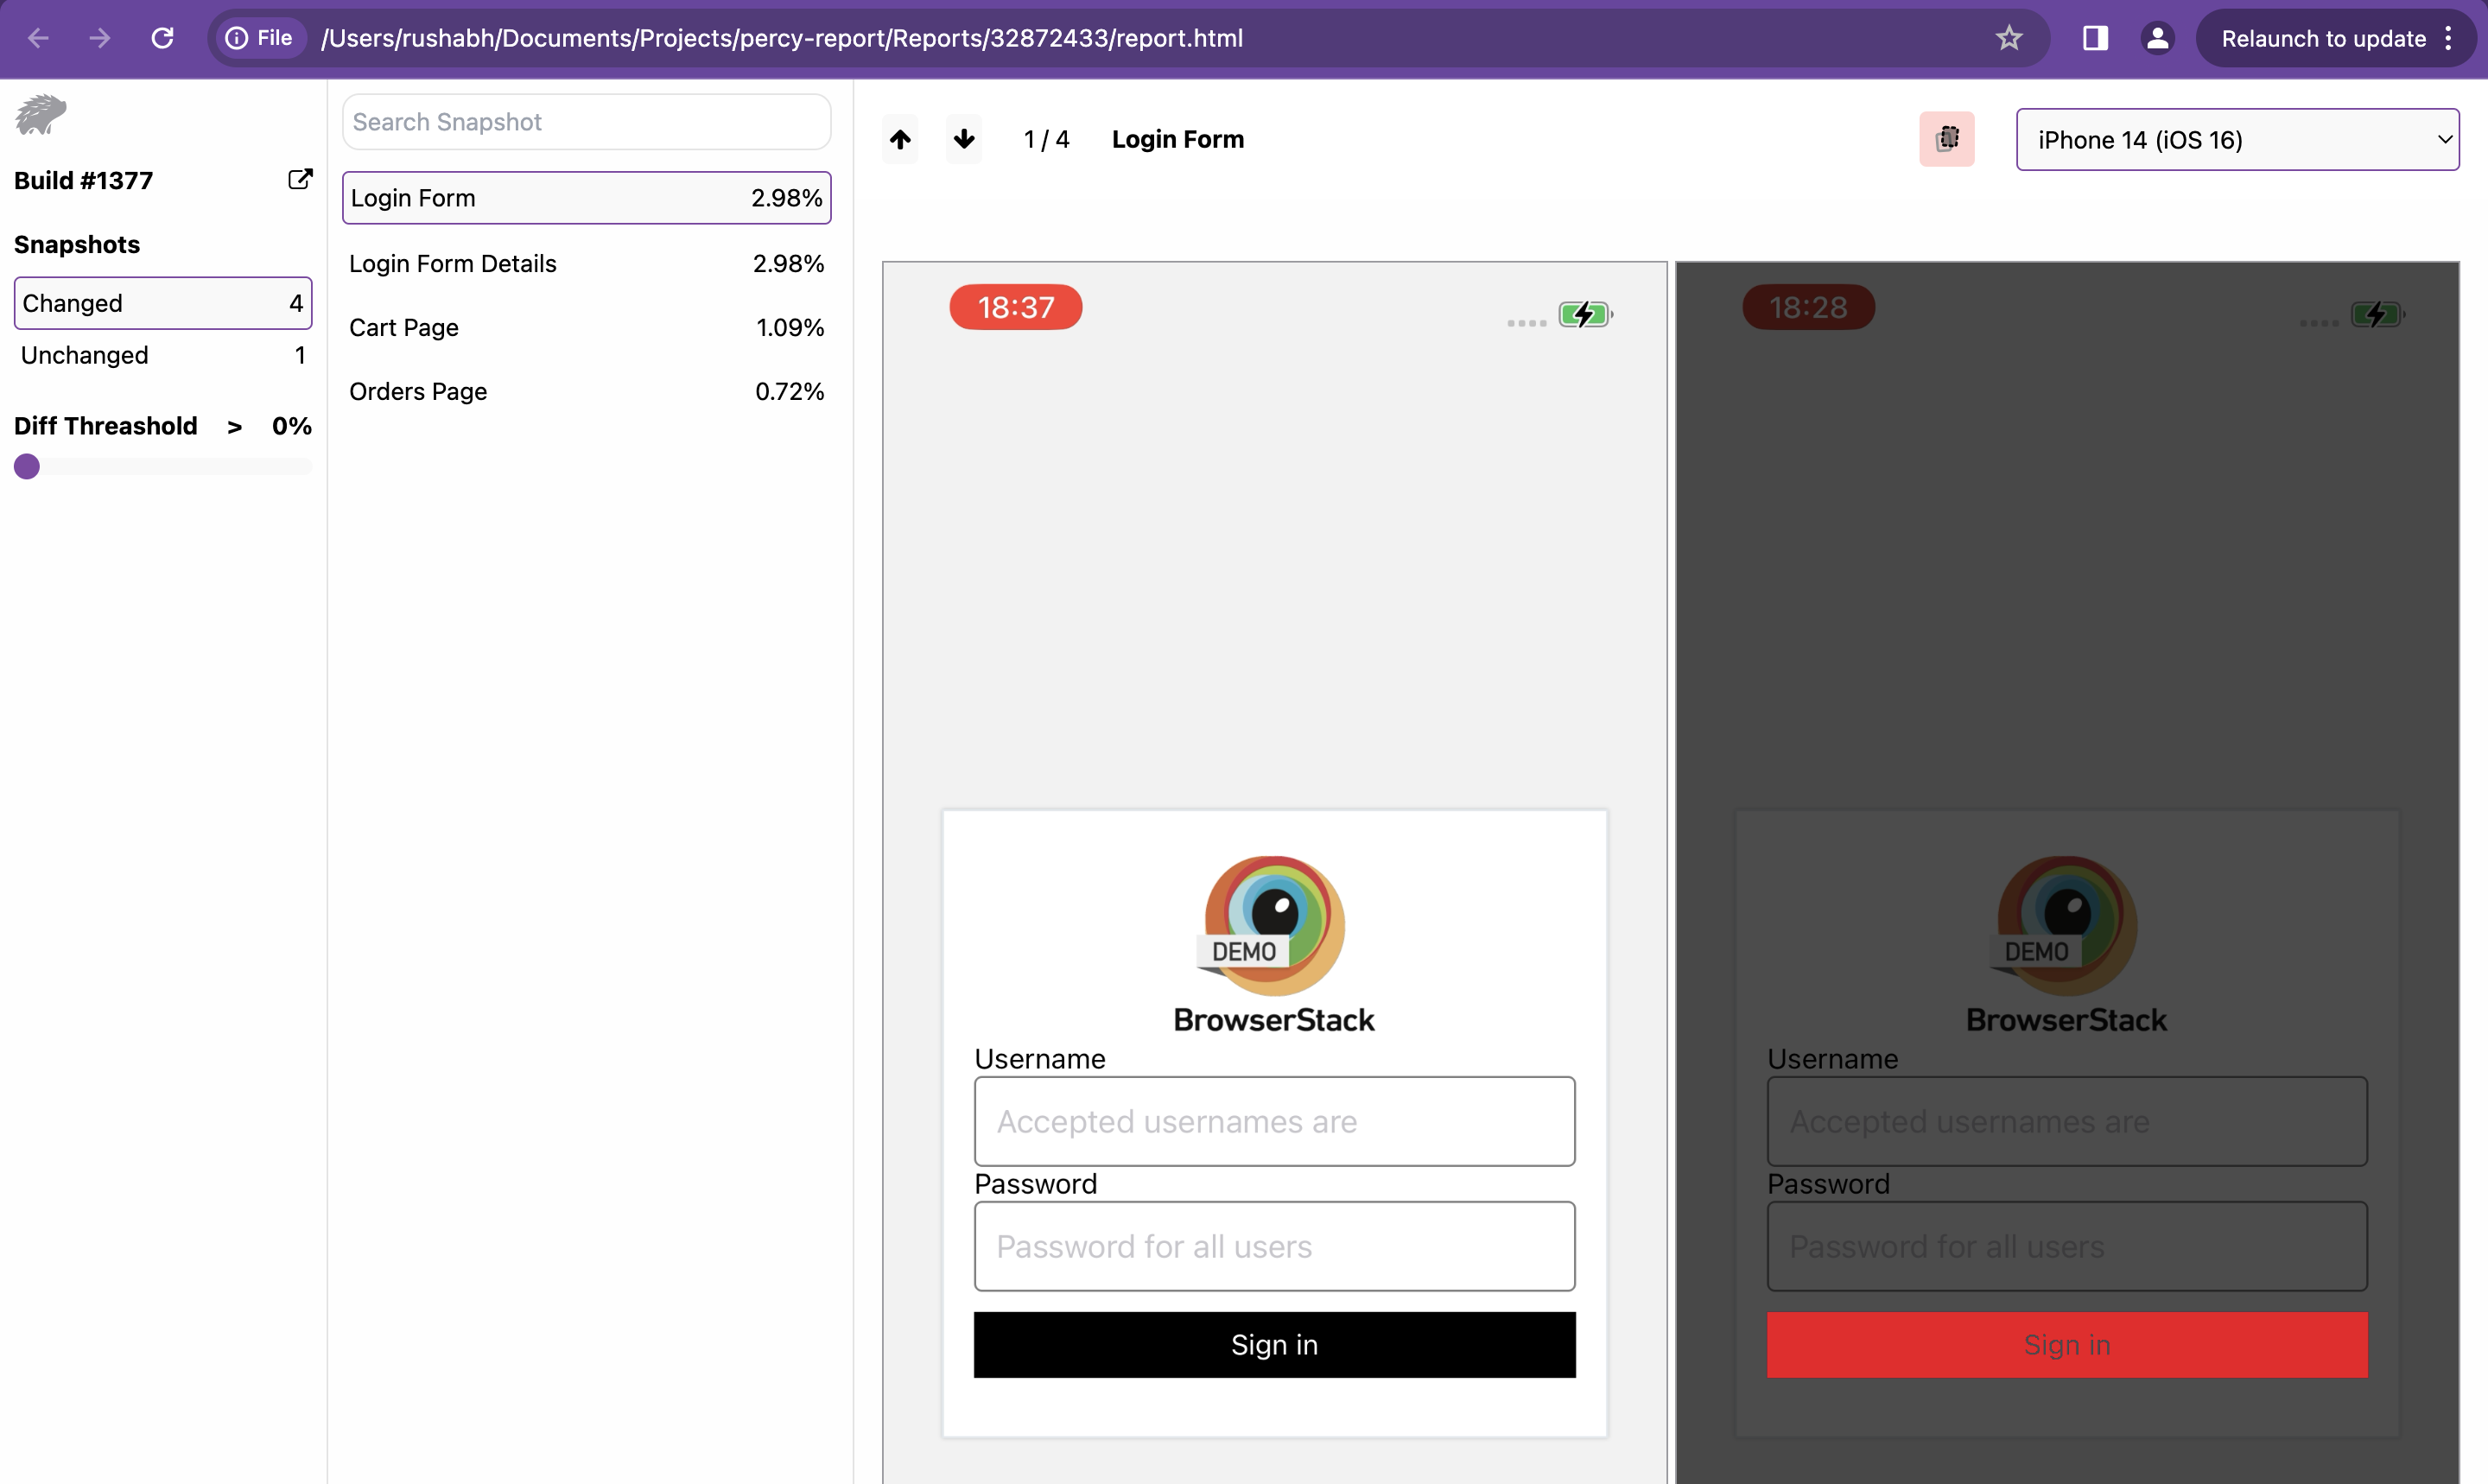 File /Users/rushabh/Documents/Projects/percy-report/Reports/32872433/report.html Relaunch to update
Build #1377
Snapshots
Changed 4
Unchanged 1
Diff Threashold > 0%
Search Snapshot
Login Form 2.98%
Login Form Details 2.98%
Cart Page 1.09%
Orders Page 0.72%
1 / 4 Login Form
iPhone 14 (iOS 16)
18:37
DEMO
BrowserStack
Username
Accepted usernames are
Password
Password for all users
Sign in
18:28
DEMO
BrowserStack
Username
Accepted usernames are
Password
Password for all users
Sign in